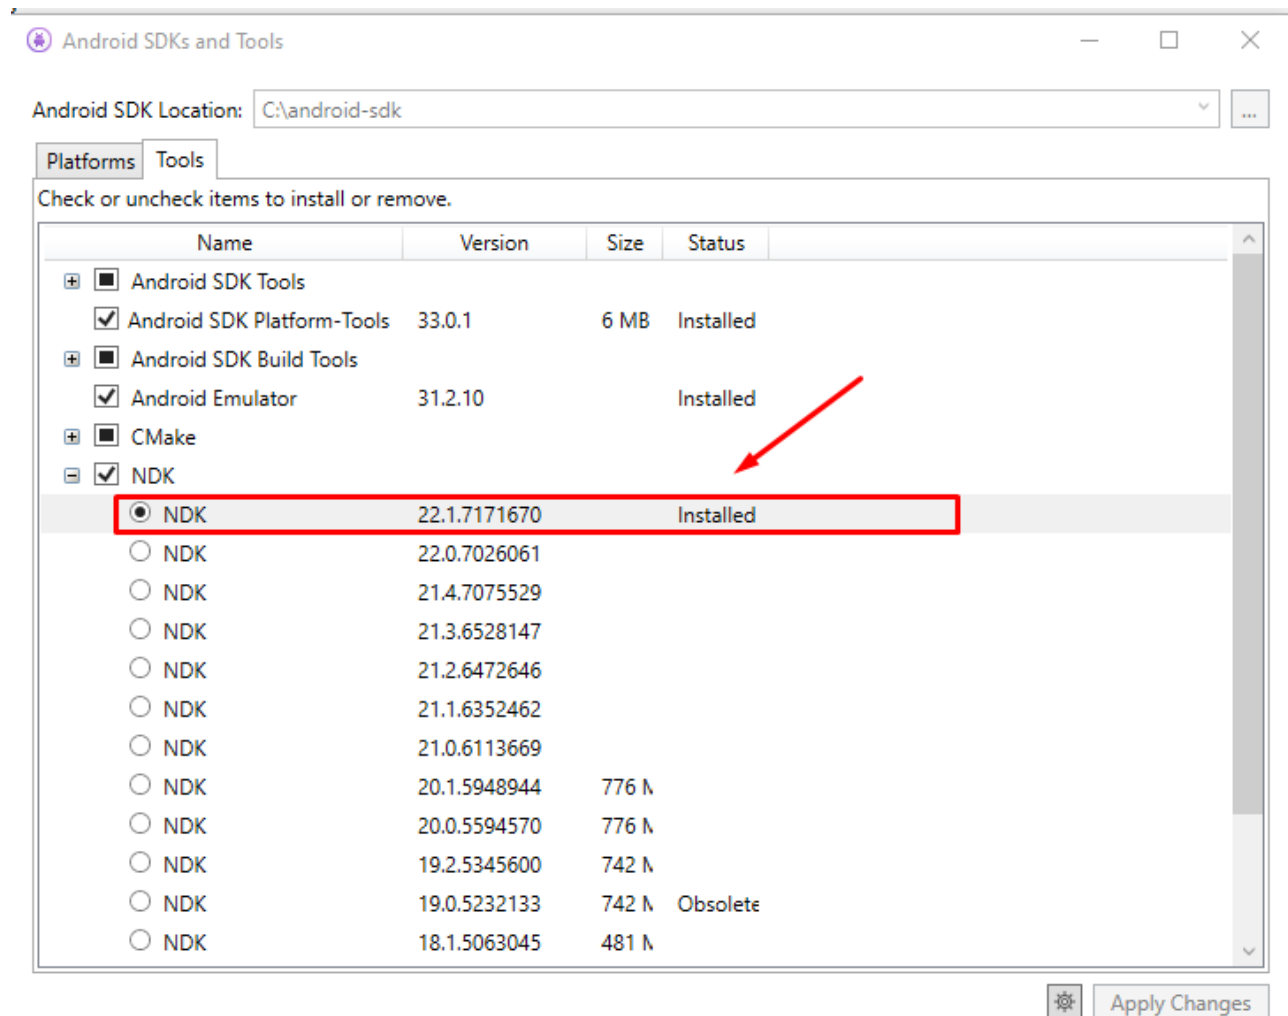 Android SDKs and Tools
Android SDK Location: C:\android-sdk ...
Platforms Tools
Check or uncheck items to install or remove.
Name Version Size Status
Android SDK Tools
Android SDK Platform-Tools 33.0.1 6 MB Installed
Android SDK Build Tools
Android Emulator 31.2.10 Installed
CMake
NDK
NDK 22.1.7171670 Installed
NDK 22.0.7026061
NDK 21.4.7075529
NDK 21.3.6528147
NDK 21.2.6472646
NDK 21.1.6352462
NDK 21.0.6113669
NDK 20.1.5948944 776
NDK 20.0.5594570 776
NDK 19.2.5345600 742
NDK 19.0.5232133 742 Obsolete
NDK 18.1.5063045 481
Apply Changes